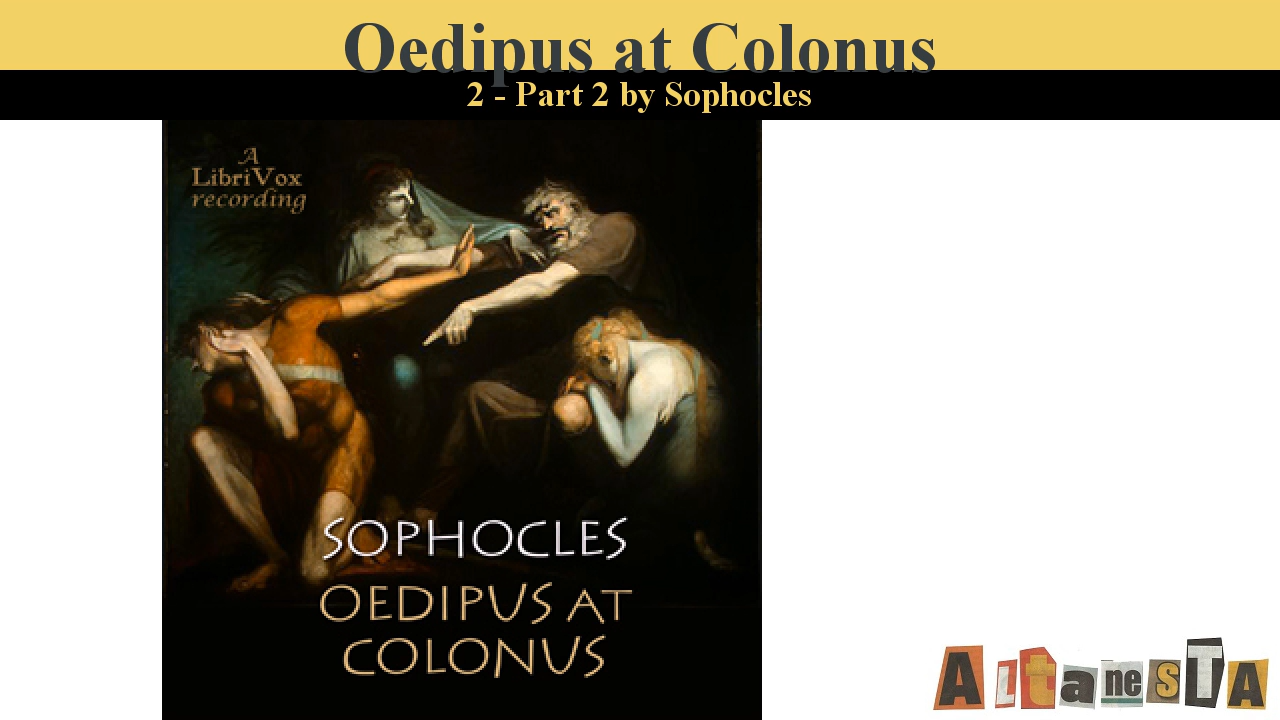 Oedipus at Colonus
2 - Part 2 by Sophocles
A
LibriVox
recording
SOPHOCLES
OEDIPUS AT
COLONUS
AltanesTA